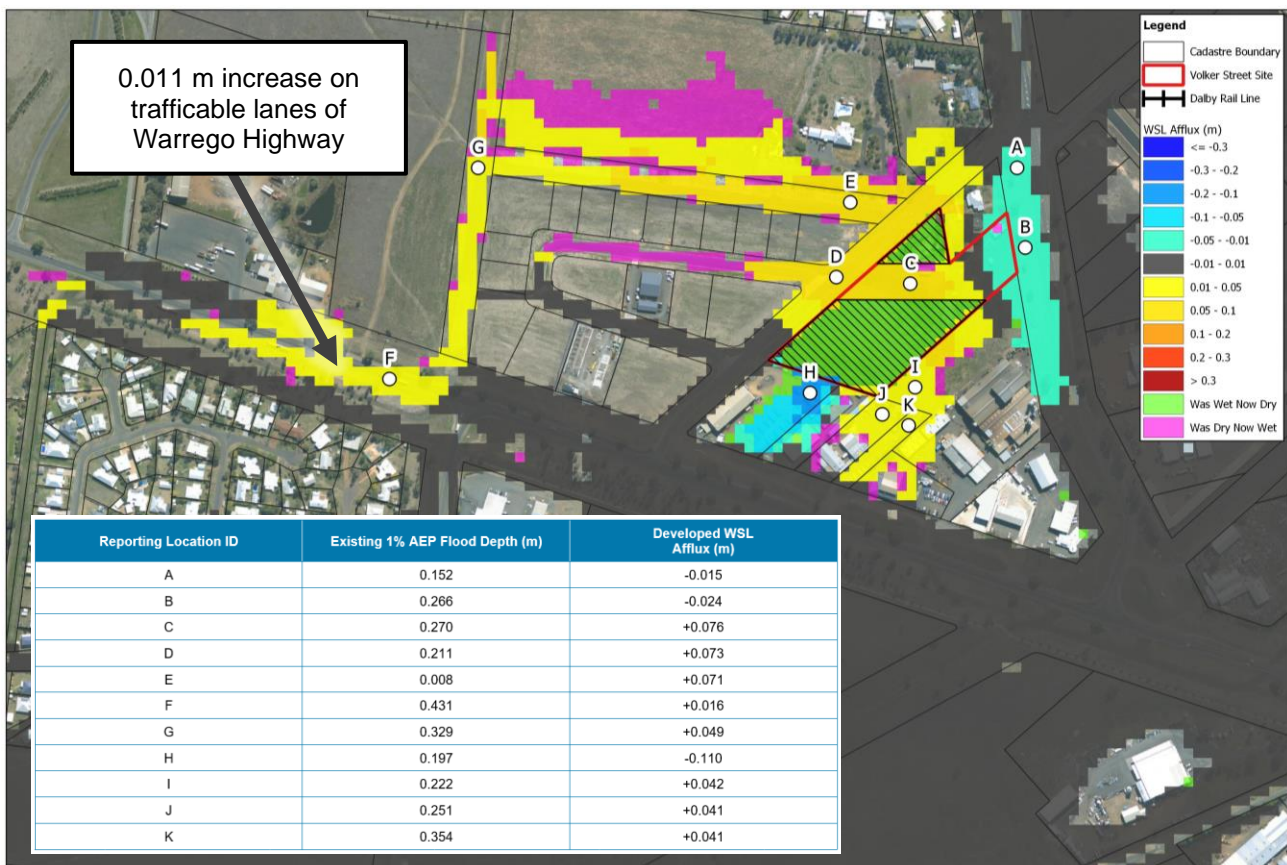 0.011 m increase on
trafficable lanes of
Warrego Highway
Legend
Cadastre Boundary
Volker Street Site
Dalby Rail Line
WSL Afflux (m)
<= -0.3
-0.3 - -0.2
-0.2 - -0.1
-0.1 - -0.05
-0.05 - -0.01
-0.01 - 0.01
0.01 - 0.05
0.05 - 0.1
0.1 - 0.2
0.2 - 0.3
> 0.3
Was Wet Now Dry
Was Dry Now Wet
A
G
E
B
D
C
F
H
I
J
K
Reporting Location ID Existing 1% AEP Flood Depth (m) Developed WSL
Afflux (m)
A 0.152 -0.015
B 0.266 -0.024
C 0.270 +0.076
D 0.211 +0.073
E 0.008 +0.071
F 0.431 +0.016
G 0.329 +0.049
H 0.197 -0.110
I 0.222 +0.042
J 0.251 +0.041
K 0.354 +0.041